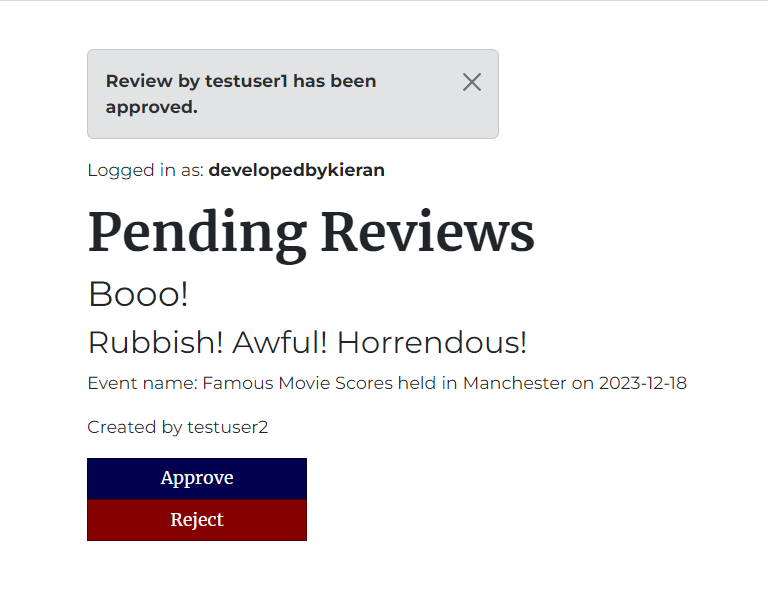 Review by testuser1 has been
approved.
Logged in as: developedbykieran
Pending Reviews
Booo!
Rubbish! Awful! Horrendous!
Event name: Famous Movie Scores held in Manchester on 2023-12-18
Created by testuser2
Approve
Reject